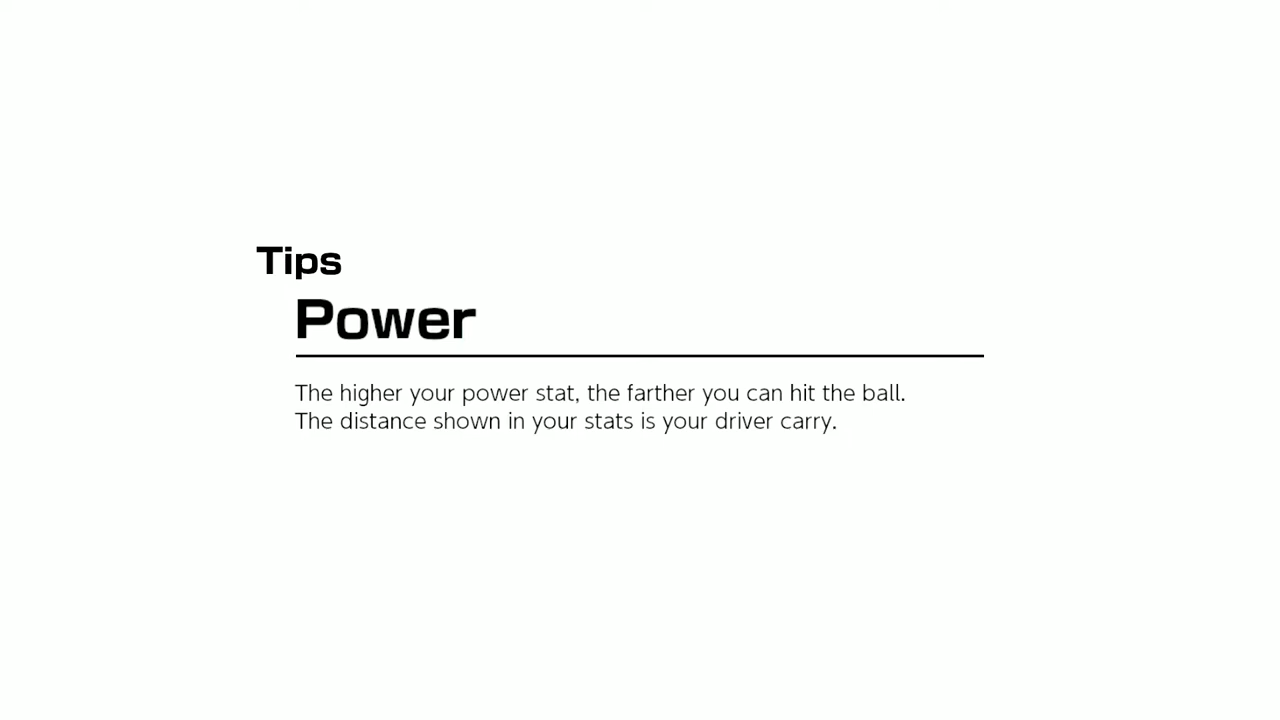 Tips
Power
The higher your power stat, the farther you can hit the ball.
The distance shown in your stats is your driver carry.